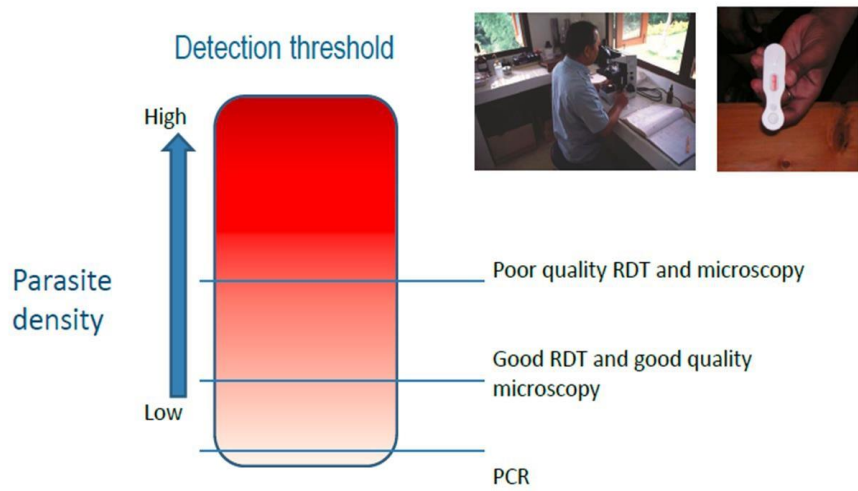 Detection threshold
High
Parasite
density
Low
Poor quality RDT and microscopy
Good RDT and good quality
microscopy
PCR